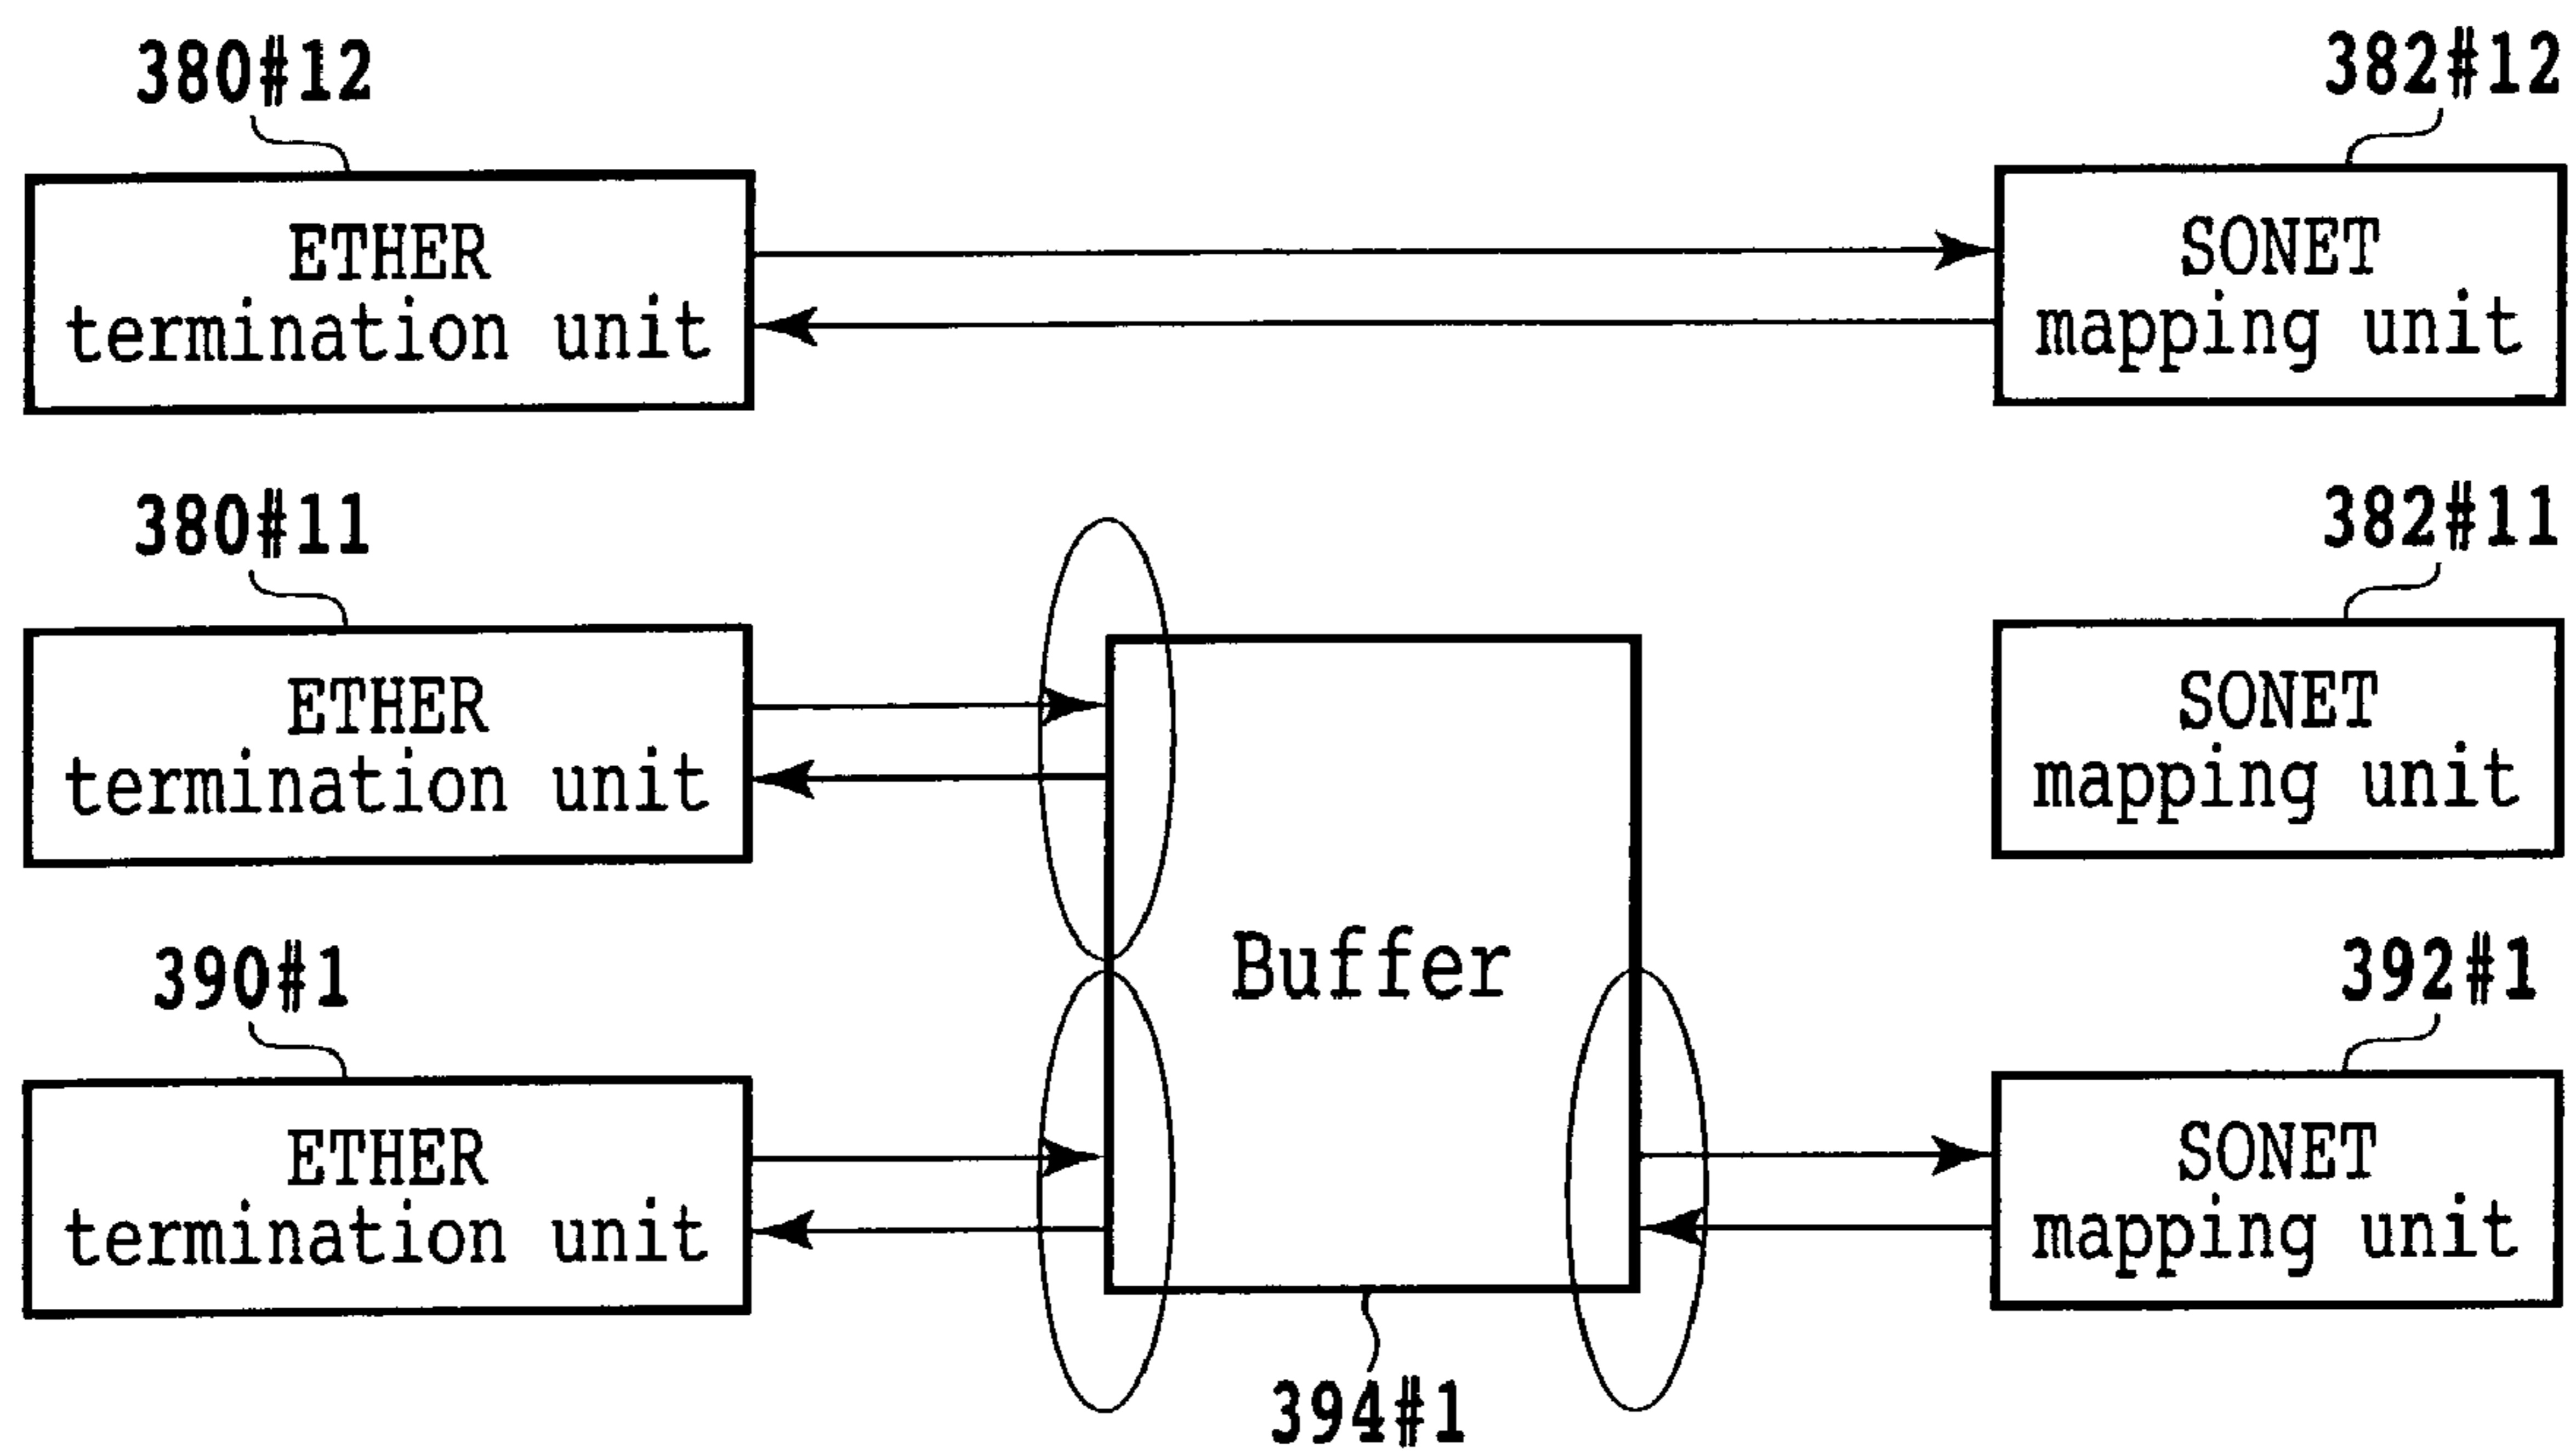 380#12
382#12
ETHER
termination unit
SONET
mapping unit
380#11
382#11
ETHER
termination unit
SONET
mapping unit
Buffer
390#1
392#1
ETHER
termination unit
SONET
mapping unit
394#1